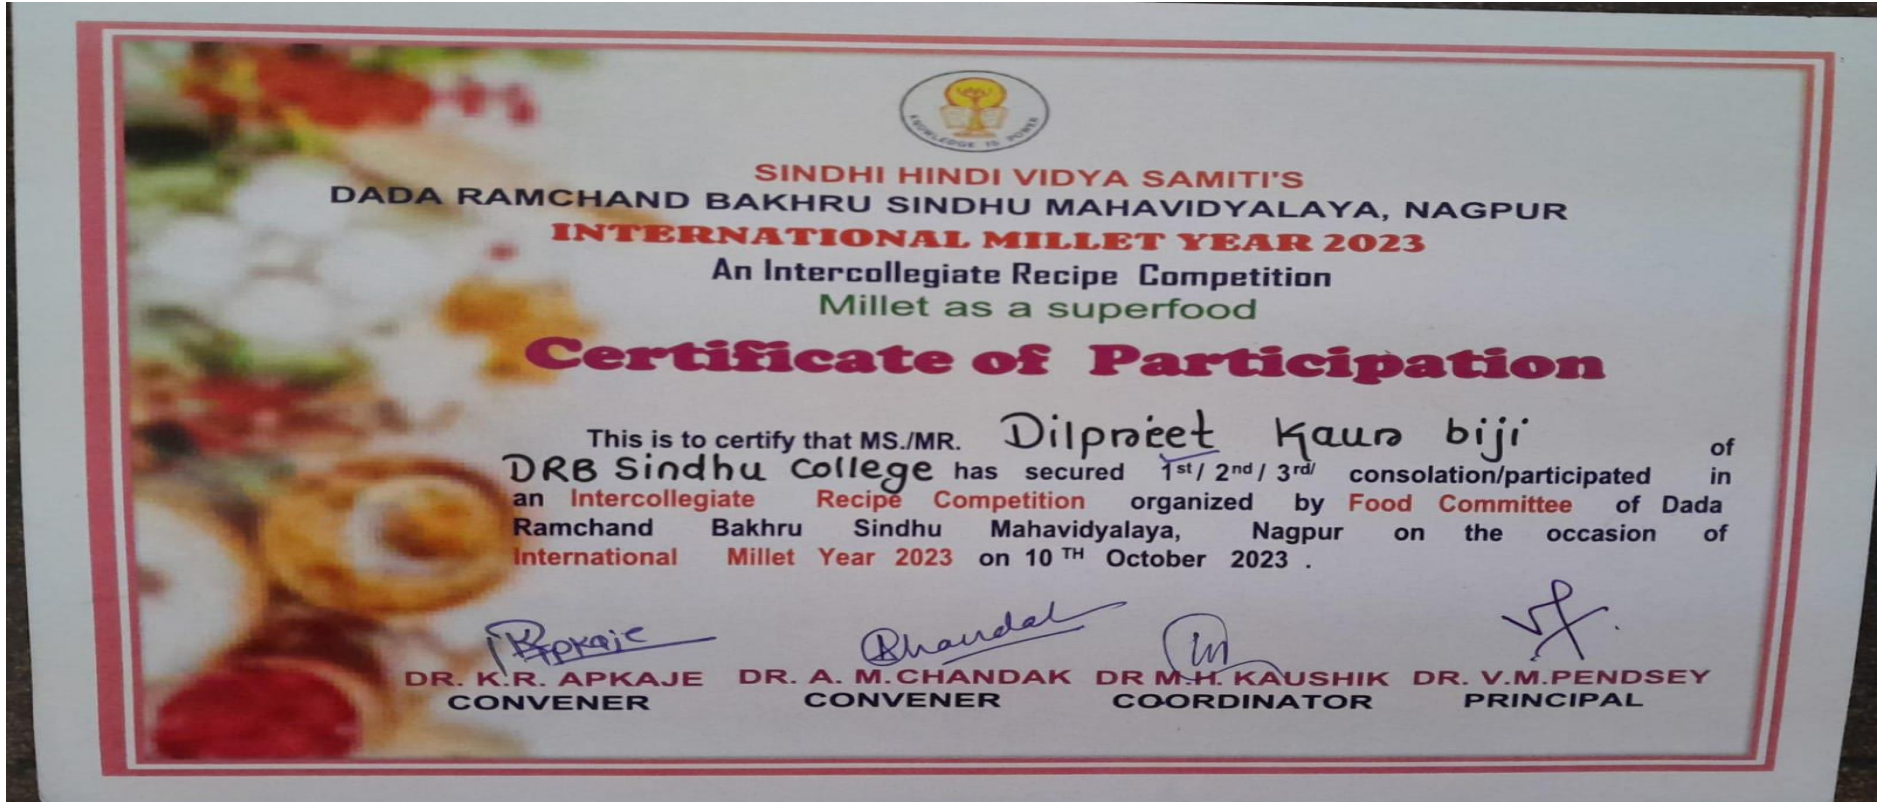 KNOWLEDGE IS POWER
SINDHI HINDI VIDYA SAMITI'S
DADA RAMCHAND BAKHRU SINDHU MAHAVIDYALAYA, NAGPUR
INTERNATIONAL MILLET YEAR 2023
An Intercollegiate Recipe Competition
Millet as a superfood
Certificate of Participation
This is to certify that MS./MR. Dilpreet Kaur biji of
DRB Sindhu College has secured 1st/ 2nd/ 3rd/ consolation/participated in
an Intercollegiate Recipe Competition organized by Food Committee of Dada
Ramchand Bakhru Sindhu Mahavidyalaya, Nagpur on the occasion of
International Millet Year 2023 on 10 TH October 2023 .
DR. K.R. APKAJE DR. A. M.CHANDAK DR M.H. KAUSHIK DR. V.M.PENDSEY
CONVENER CONVENER COORDINATOR PRINCIPAL